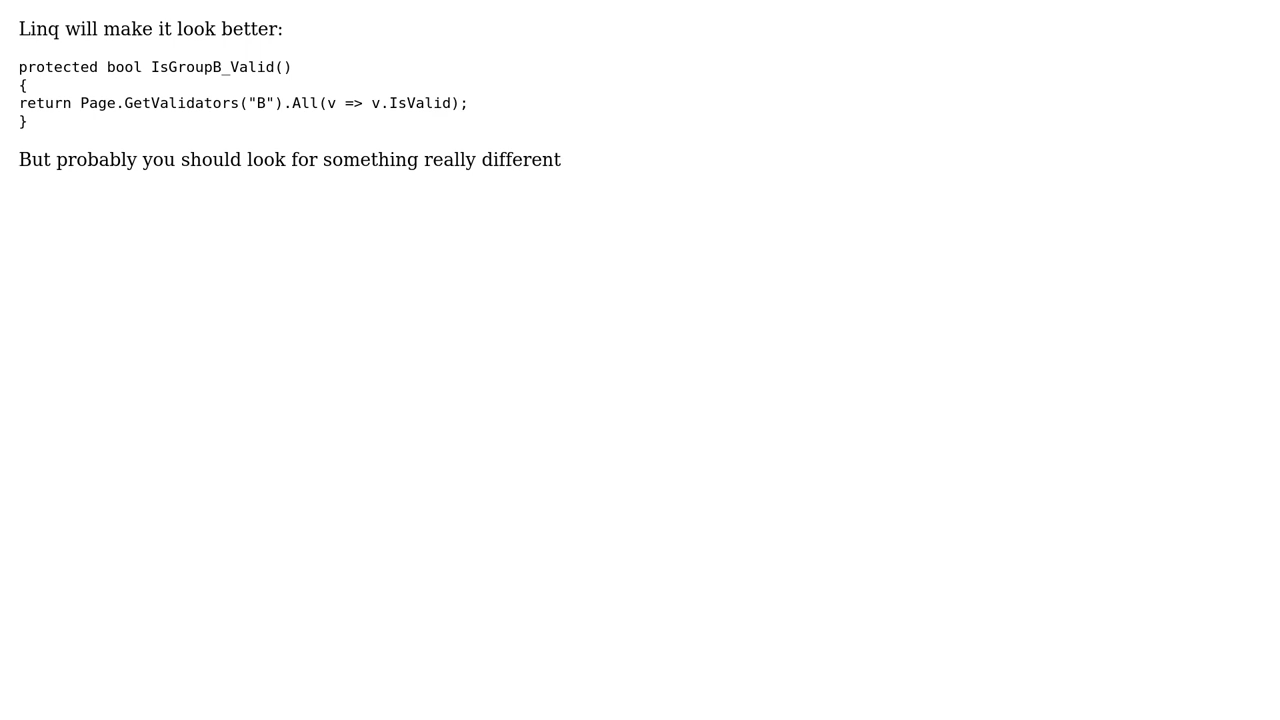 Linq will make it look better:
protected bool IsGroupB_Valid()
{
return Page.GetValidators("B").All(v => v.IsValid);
}
But probably you should look for something really different